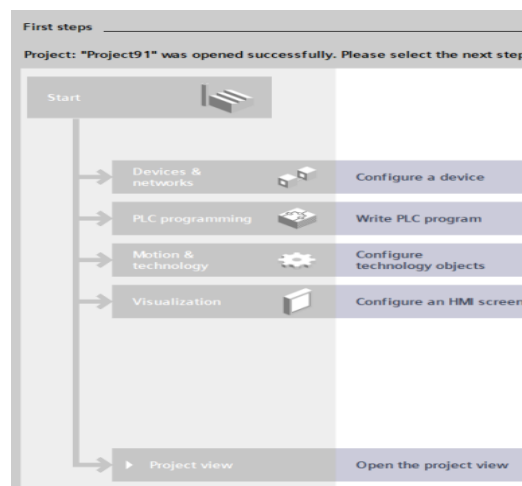 First steps
Project: "Project91" was opened successfully. Please select the next step
Start
Devices &
networks
Configure a device
PLC programming
Write PLC program
Motion &
technology
Configure
technology objects
Visualization
Configure an HMI screen
Project view
Open the project view